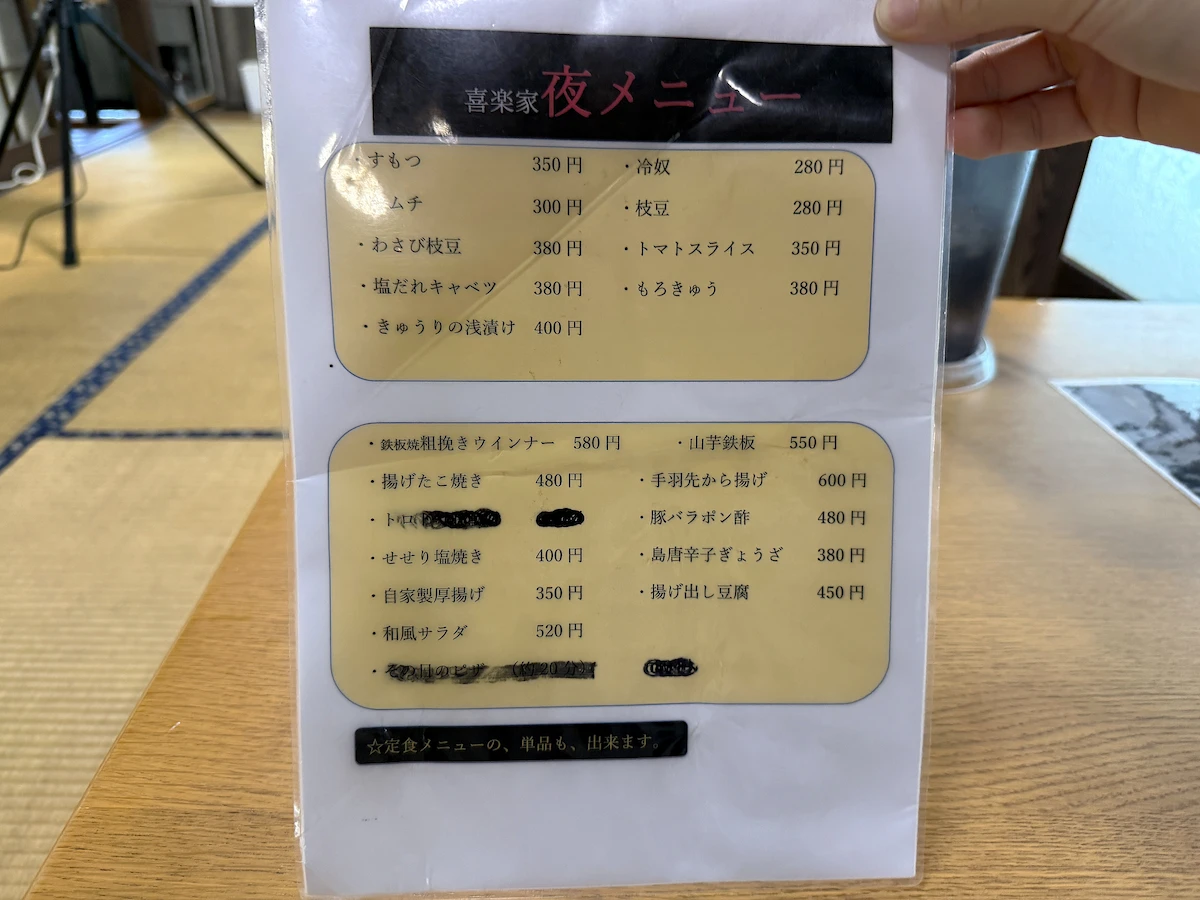 喜楽家 夜メニュー
・すもつ 350円 ・冷奴 280円
ムチ 300円 ・枝豆 280円
・わさび枝豆 380円 ・トマトスライス 350円
・塩だれキャベツ 380円 ・もろきゅう 380円
・きゅうりの浅漬け 400円
・鉄板焼粗挽きウインナー 580円 ・山芋鉄板 550円
・揚げたこ焼き 480円 ・手羽先から揚げ 600円
・トロ ・豚バラポン酢 480円
・せせり塩焼き 400円 ・島唐辛子ぎょうざ 380円
・自家製厚揚げ 350円 ・揚げ出し豆腐 450円
・和風サラダ 520円
・その日のピザ (約20分)
☆定食メニューの、単品も、出来ます。